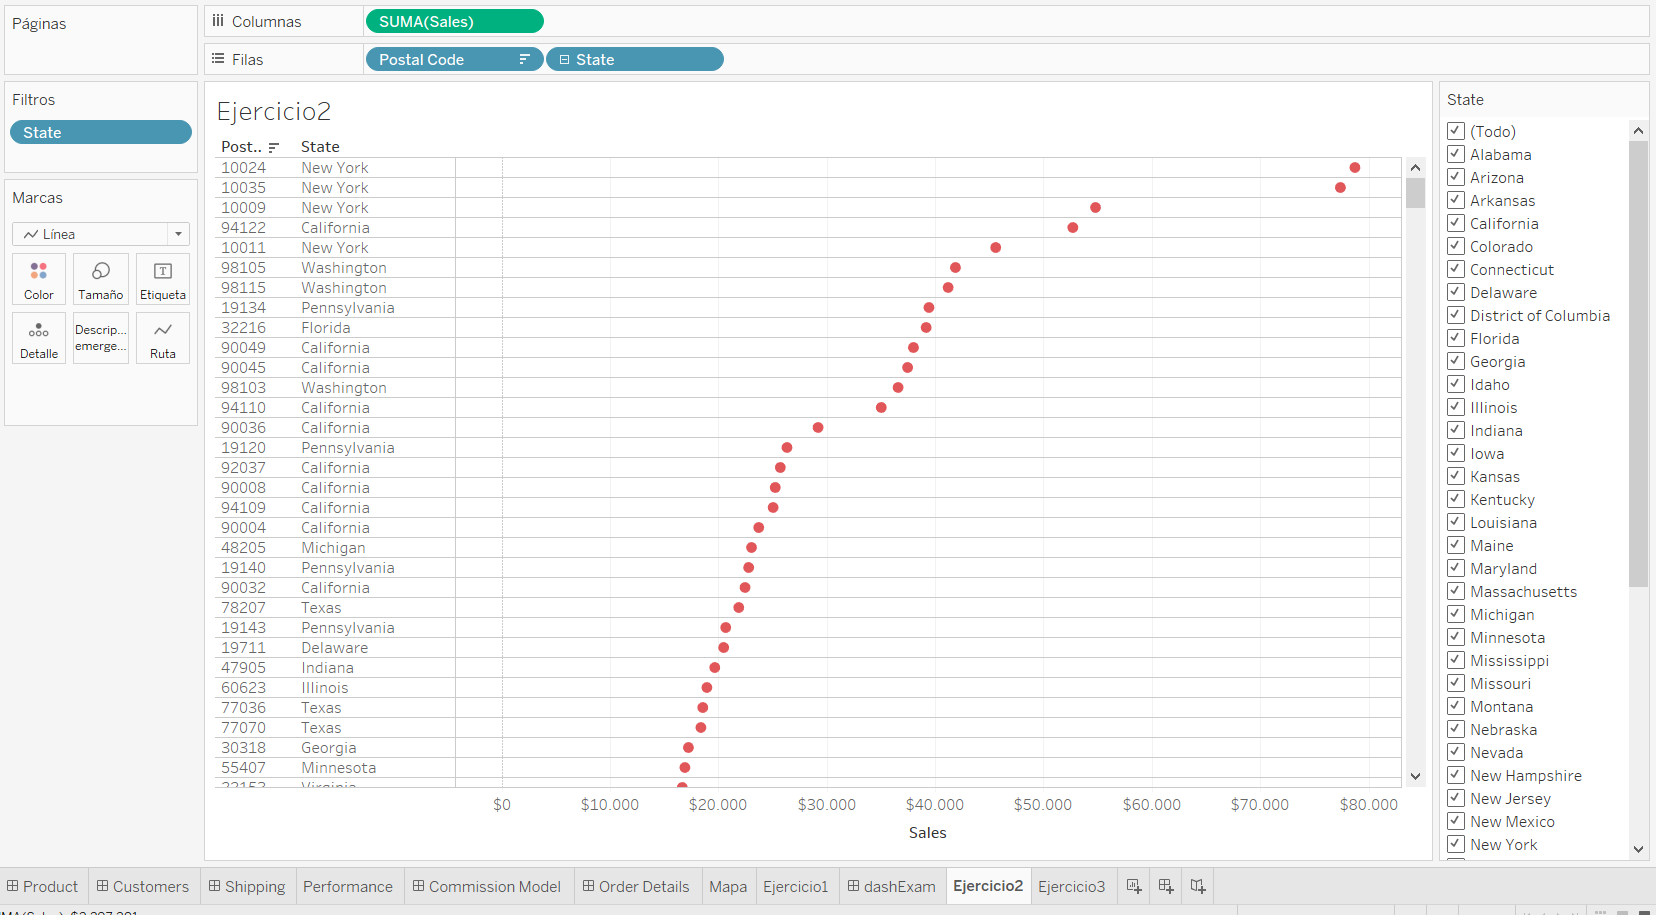 Páginas
Columnas
SUMA(Sales)
Filas
Postal Code
State
Filtros
State
Marcas
Línea
Color
Tamaño
Etiqueta
Detalle
Descrip...
emerge...
Ruta
Ejercicio2
Post.. State
10024 New York
10035 New York
10009 New York
94122 California
10011 New York
98105 Washington
98115 Washington
19134 Pennsylvania
32216 Florida
90049 California
90045 California
98103 Washington
94110 California
90036 California
19120 Pennsylvania
92037 California
90008 California
94109 California
90004 California
48205 Michigan
19140 Pennsylvania
90032 California
78207 Texas
19143 Pennsylvania
19711 Delaware
47905 Indiana
60623 Illinois
77036 Texas
77070 Texas
30318 Georgia
55407 Minnesota
Virginia
$0 $10.000 $20.000 $30.000 $40.000 $50.000 $60.000 $70.000 $80.000
Sales
State
(Todo)
Alabama
Arizona
Arkansas
California
Colorado
Connecticut
Delaware
District of Columbia
Florida
Georgia
Idaho
Illinois
Indiana
Iowa
Kansas
Kentucky
Louisiana
Maine
Maryland
Massachusetts
Michigan
Minnesota
Mississippi
Missouri
Montana
Nebraska
Nevada
New Hampshire
New Jersey
New Mexico
New York
Product Customers Shipping Performance Commission Model Order Details Mapa Ejercicio1 dashExam Ejercicio2 Ejercicio3